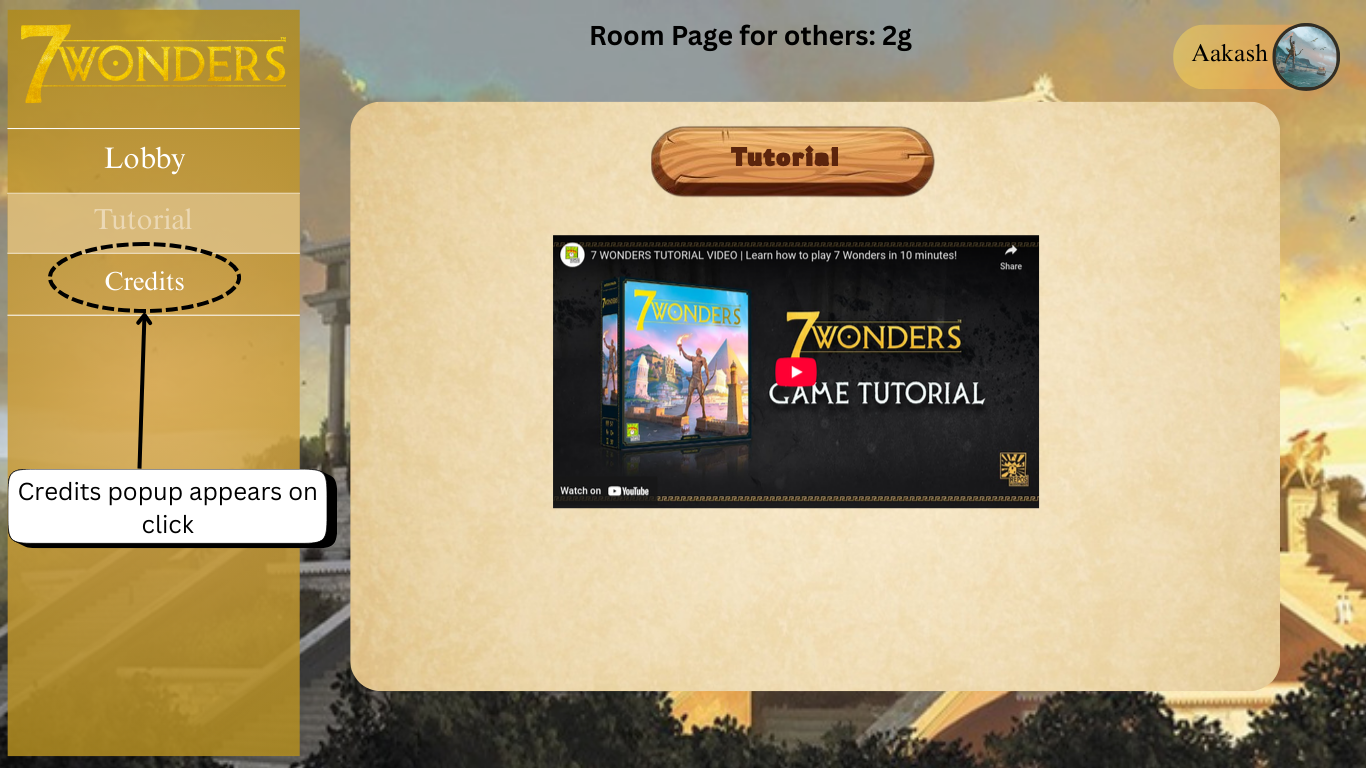 7WONDERS
Room Page for others: 2g
Aakash
Lobby
Tutorial
Credits
Credits popup appears on
click
Tutorial
7 WONDERS TUTORIAL VIDEO | Learn how to play 7 Wonders in 10 minutes!
Share
7WONDERS
7WONDERS
GAME TUTORIAL
Watch on YouTube
REPOS